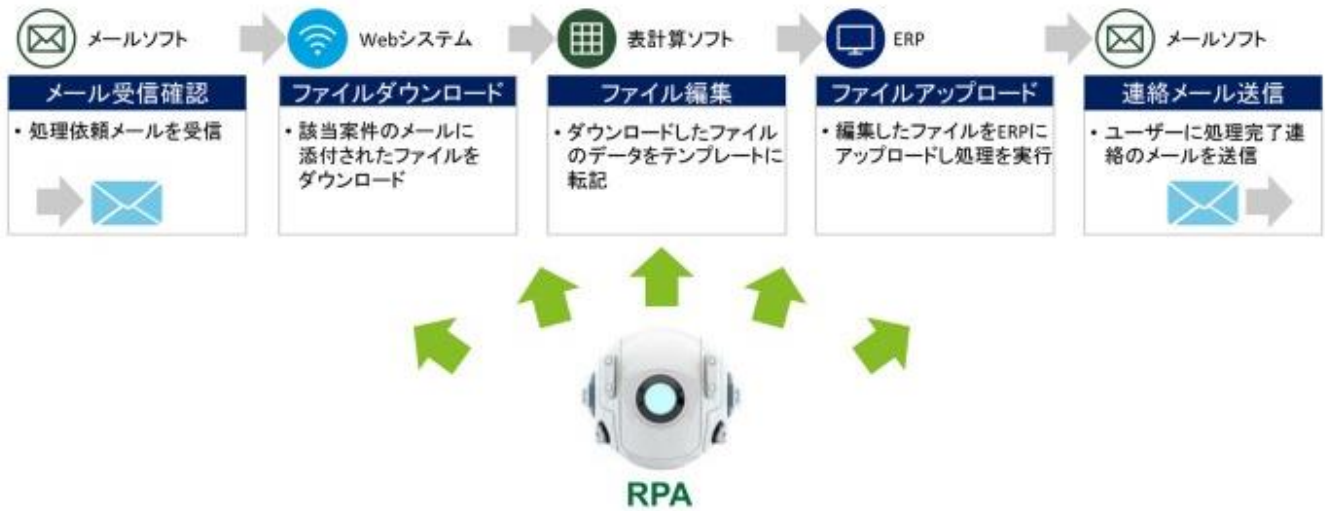 メールソフト
Webシステム
表計算ソフト
ERP
メールソフト
メール受信確認
・処理依頼メールを受信
ファイルダウンロード
・該当案件のメールに
添付されたファイルを
ダウンロード
ファイル編集
・ダウンロードしたファイル
のデータをテンプレートに
転記
ファイルアップロード
・編集したファイルをERPに
アップロードし処理を実行
連絡メール送信
・ユーザーに処理完了連
絡のメールを送信
RPA